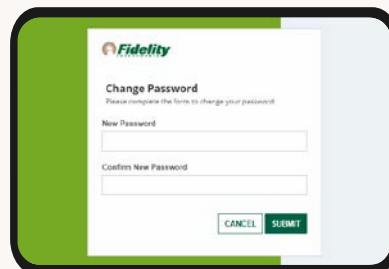 Fidelity
INVESTMENTS
Change Password
Please complete the form to change your password
New Password
Confirm New Password
CANCEL SUBMIT